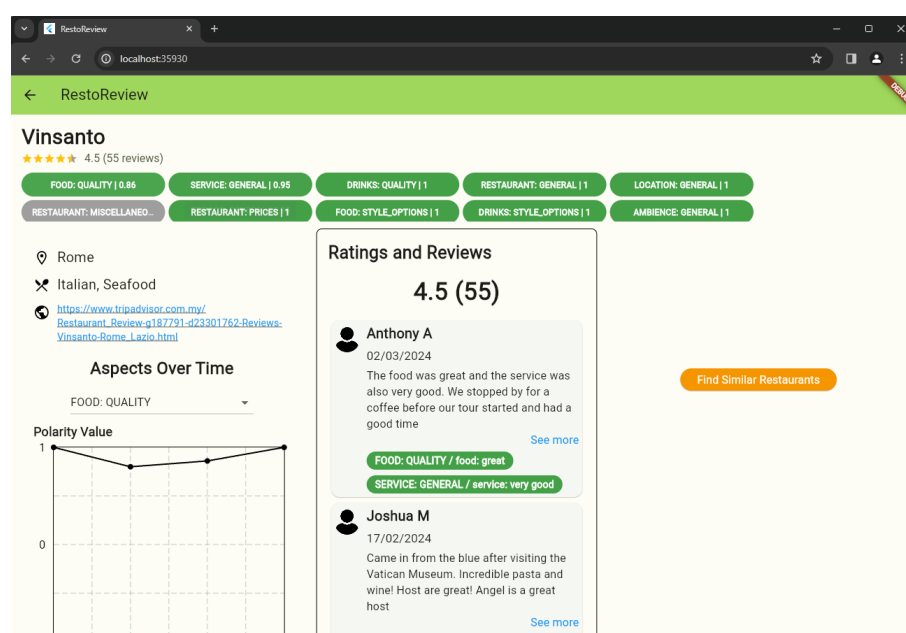 RestoReview
localhost:35930
RestoReview
DEBUG
Vinsanto
4.5 (55 reviews)
FOOD: QUALITY | 0.86
SERVICE: GENERAL | 0.95
DRINKS: QUALITY | 1
RESTAURANT: GENERAL | 1
LOCATION: GENERAL | 1
RESTAURANT: MISCELLANEO...
RESTAURANT: PRICES | 1
FOOD: STYLE_OPTIONS | 1
DRINKS: STYLE_OPTIONS | 1
AMBIENCE: GENERAL | 1
Rome
Italian, Seafood
https://www.tripadvisor.com.my/
Restaurant_Review-g187791-d23301762-Reviews-
Vinsanto-Rome_Lazio.html
Aspects Over Time
FOOD: QUALITY
Polarity Value
1
0
Ratings and Reviews
4.5 (55)
Anthony A
02/03/2024
The food was great and the service was
also very good. We stopped by for a
coffee before our tour started and had a
good time
See more
FOOD: QUALITY / food: great
SERVICE: GENERAL / service: very good
Joshua M
17/02/2024
Came in from the blue after visiting the
Vatican Museum. Incredible pasta and
wine! Host are great! Angel is a great
host
See more
Find Similar Restaurants